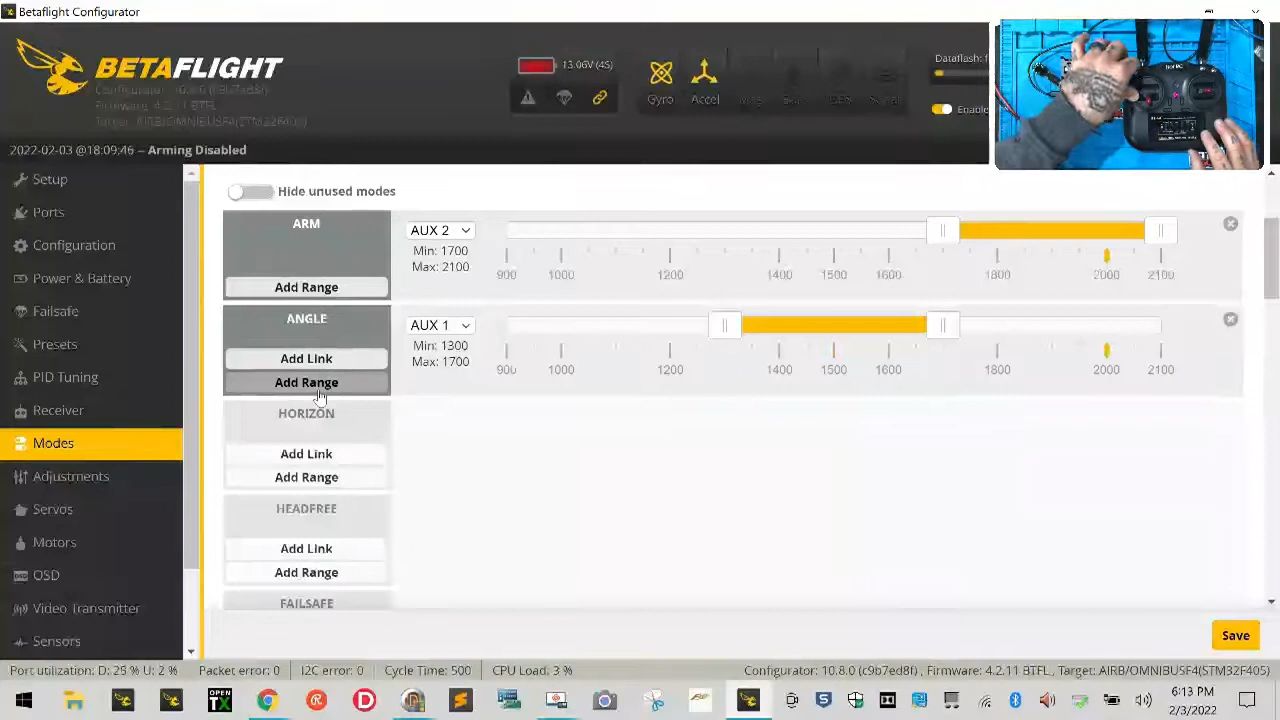 Betaflight Configurator
BETAFLIGHT
13.06V (4S)
Gyro
Accel
Dataflash: f
Enable
2022-02-03 @18:09:46 -- Arming Disabled
Setup
Ports
Configuration
Power & Battery
Failsafe
Presets
PID Tuning
Receiver
Modes
Adjustments
Servos
Motors
OSD
Video Transmitter
Sensors
Hide unused modes
ARM
Add Range
AUX 2
Min: 1700
Max: 2100
900 1000 1200 1400 1500 1600 1800 2000 2100
ANGLE
Add Link
Add Range
AUX 1
Min: 1300
Max: 1700
900 1000 1200 1400 1500 1600 1800 2000 2100
HORIZON
Add Link
Add Range
HEADFREE
Add Link
Add Range
FAILSAFE
Save
Port utilization: D: 25 % U: 2 % Packet error: 0 I2C error: 0 Cycle Time: 500 CPU Load: 3 % Configurator: 10.8.0 (c9b7ed8f), Firmware: 4.2.11 BTFL, Target: AIRB/OMNIBUSF4(STM32F405)
OPEN TX
6:13 PM
2/3/2022